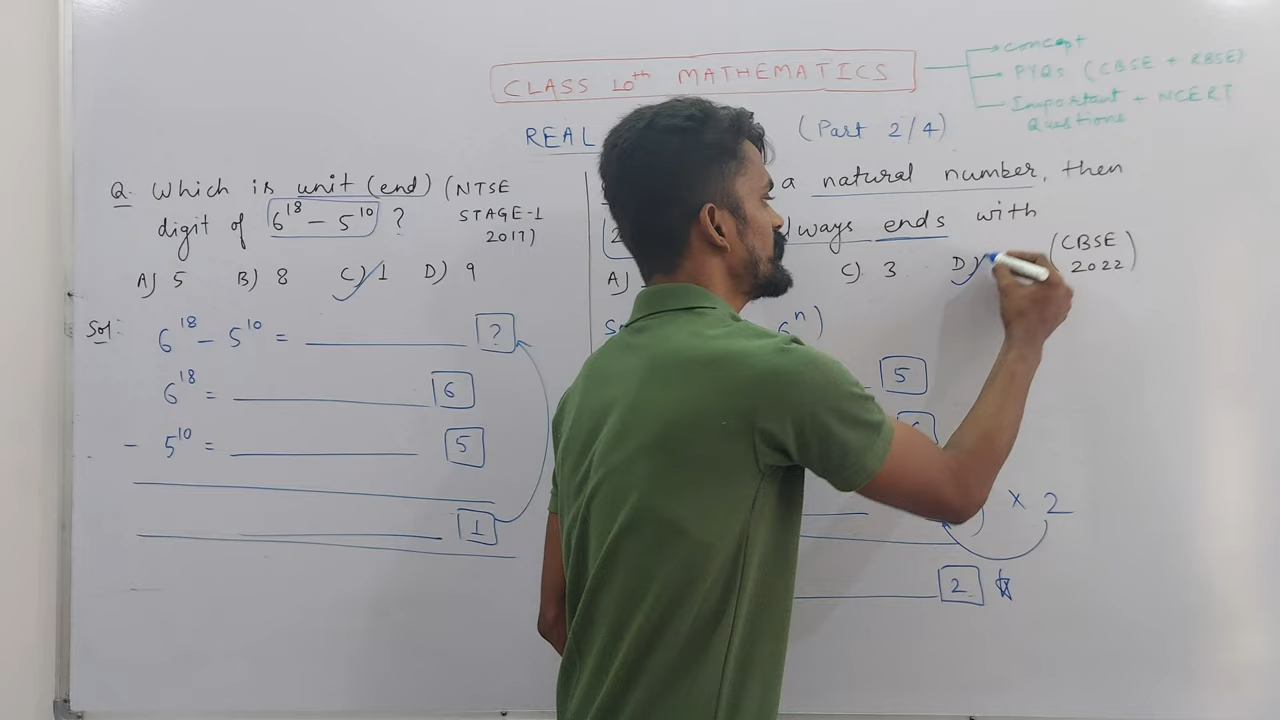 CLASS 10th MATHEMATICS
concept
PYQs (CBSE + RBSE)
Important + NCERT
Questions
REAL
(Part 2/4)
Q. Which is unit (end) (NTSE
STAGE-1
2017)
digit of 6^18 - 5^10 ?
A) 5 B) 8 C) 1 D) 9
Sol:
6^18 - 5^10 = ?
6^18 = 6
- 5^10 = 5
1
a natural number, then
ends with
A) C) 3 D)
(CBSE
2022)
6^n)
5
× 2
2